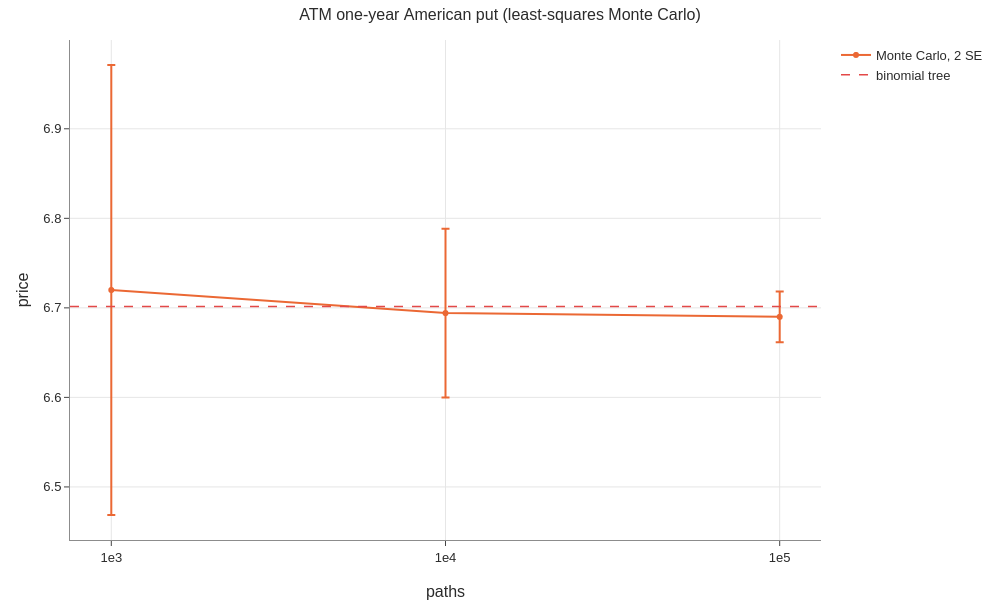 ATM one-year American put (least-squares Monte Carlo)
Monte Carlo, 2 SE
binomial tree
6.9
6.8
6.7
6.6
6.5
price
1e3
1e4
1e5
paths